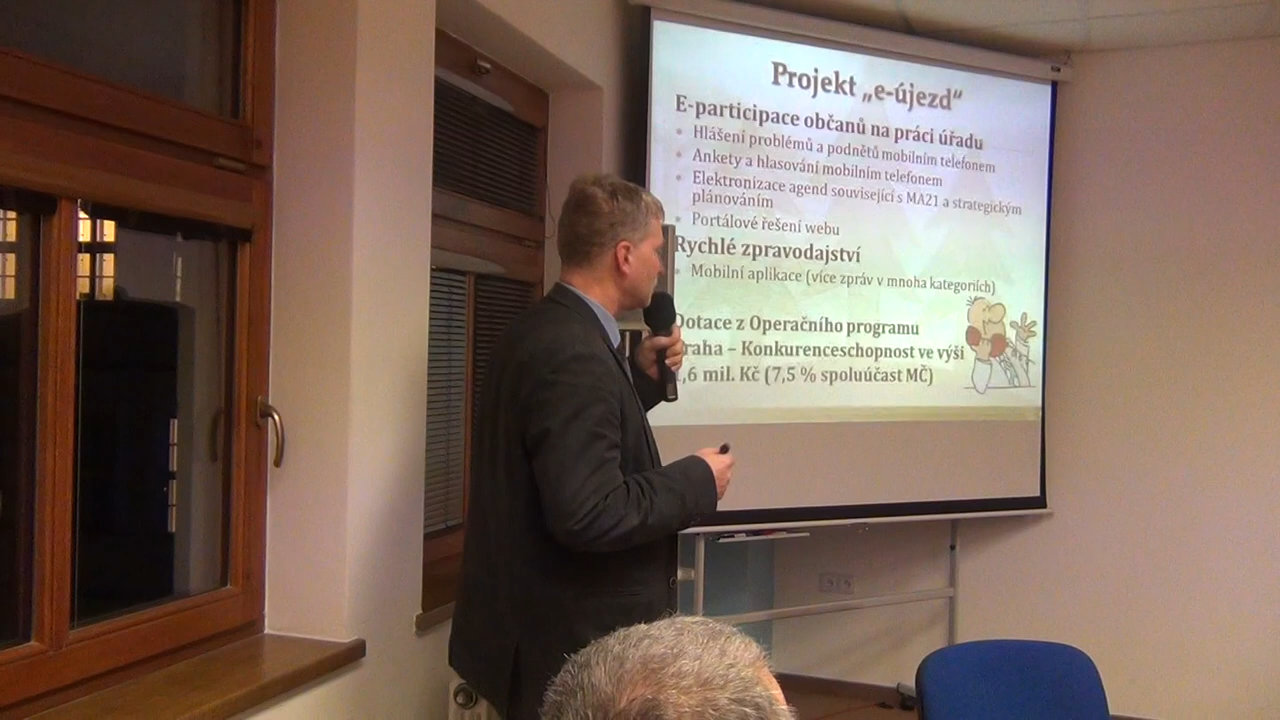 Projekt „e-újezd“
E-participace občanů na práci úřadu
Hlášení problémů a podnětů mobilním telefonem
Ankety a hlasování mobilním telefonem
Elektronizace agend související s MA21 a strategickým
plánováním
Portálové řešení webu
Rychlé zpravodajství
Mobilní aplikace (více zpráv v mnoha kategoriích)
Dotace z Operačního programu
raha – Konkurenceschopnost ve výši
,6 mil. Kč (7,5 % spoluúčast MČ)